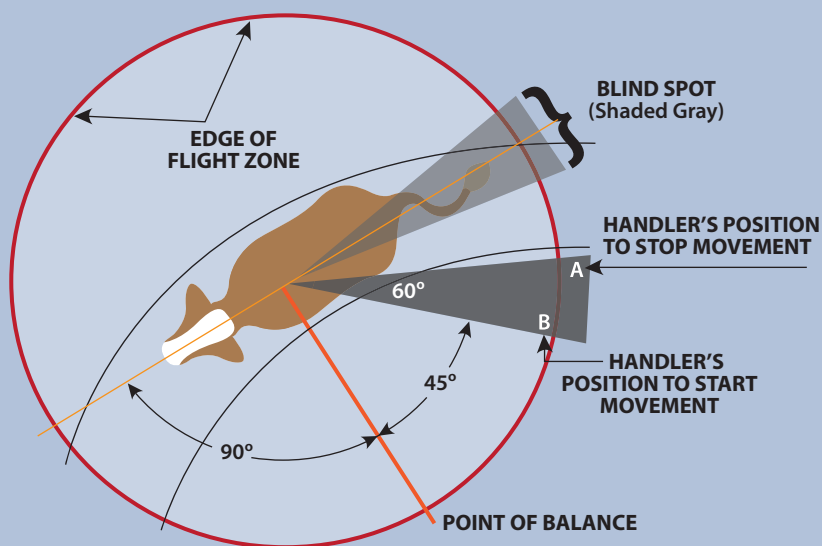 BLIND SPOT
(Shaded Gray)
EDGE OF
FLIGHT ZONE
HANDLER'S POSITION
TO STOP MOVEMENT
A
60º
B
HANDLER'S
POSITION TO START
MOVEMENT
45º
90º
POINT OF BALANCE